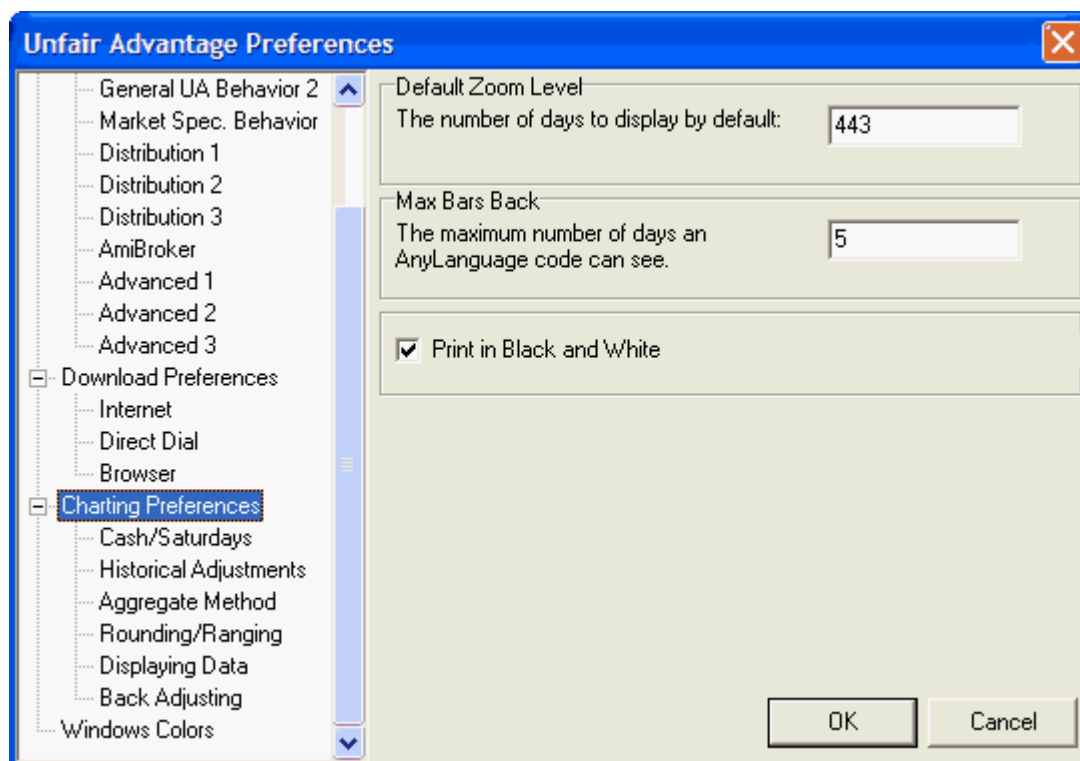 Unfair Advantage Preferences
General UA Behavior 2
Market Spec. Behavior
Distribution 1
Distribution 2
Distribution 3
AmiBroker
Advanced 1
Advanced 2
Advanced 3
Download Preferences
Internet
Direct Dial
Browser
Charting Preferences
Cash/Saturdays
Historical Adjustments
Aggregate Method
Rounding/Ranging
Displaying Data
Back Adjusting
Windows Colors
Default Zoom Level
The number of days to display by default:
443
Max Bars Back
The maximum number of days an
AnyLanguage code can see.
5
Print in Black and White
OK
Cancel